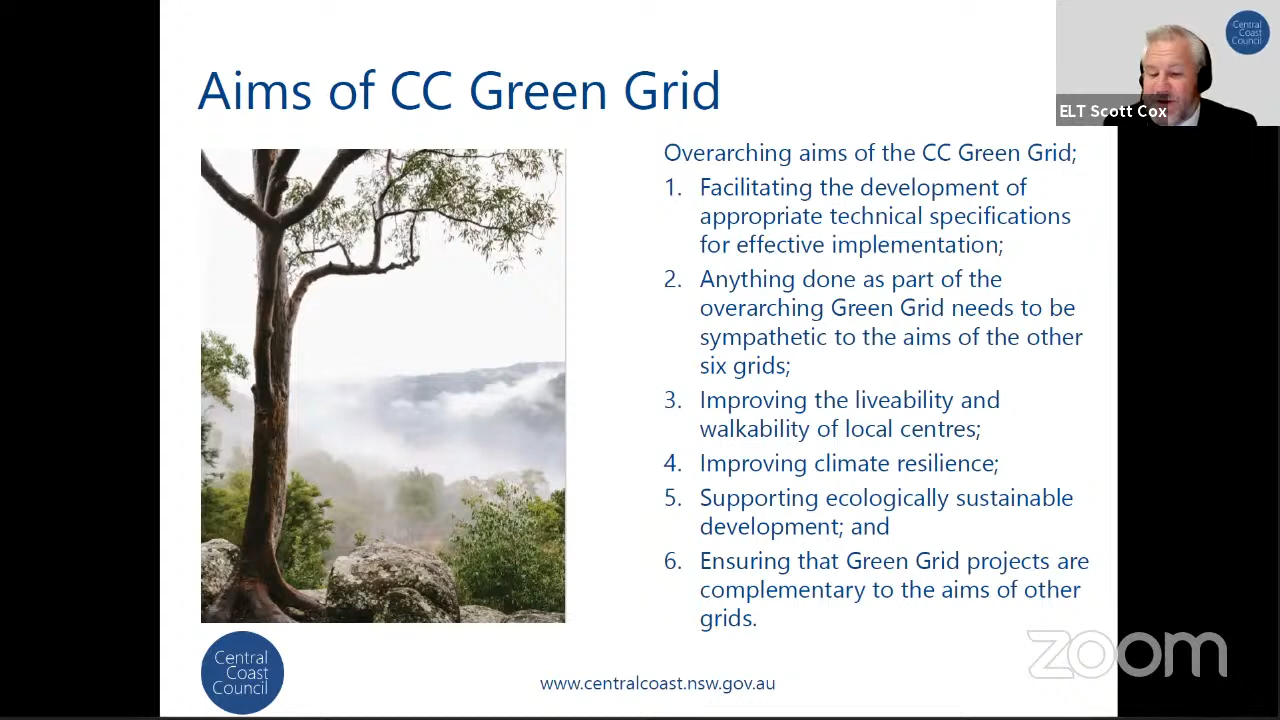 Aims of CC Green Grid
Central
Coast
Council
ELT Scott Cox
Overarching aims of the CC Green Grid;
1. Facilitating the development of
appropriate technical specifications
for effective implementation;
2. Anything done as part of the
overarching Green Grid needs to be
sympathetic to the aims of the other
six grids;
3. Improving the liveability and
walkability of local centres;
4. Improving climate resilience;
5. Supporting ecologically sustainable
development; and
6. Ensuring that Green Grid projects are
complementary to the aims of other
grids.
Central
Coast
Council
www.centralcoast.nsw.gov.au
zoom